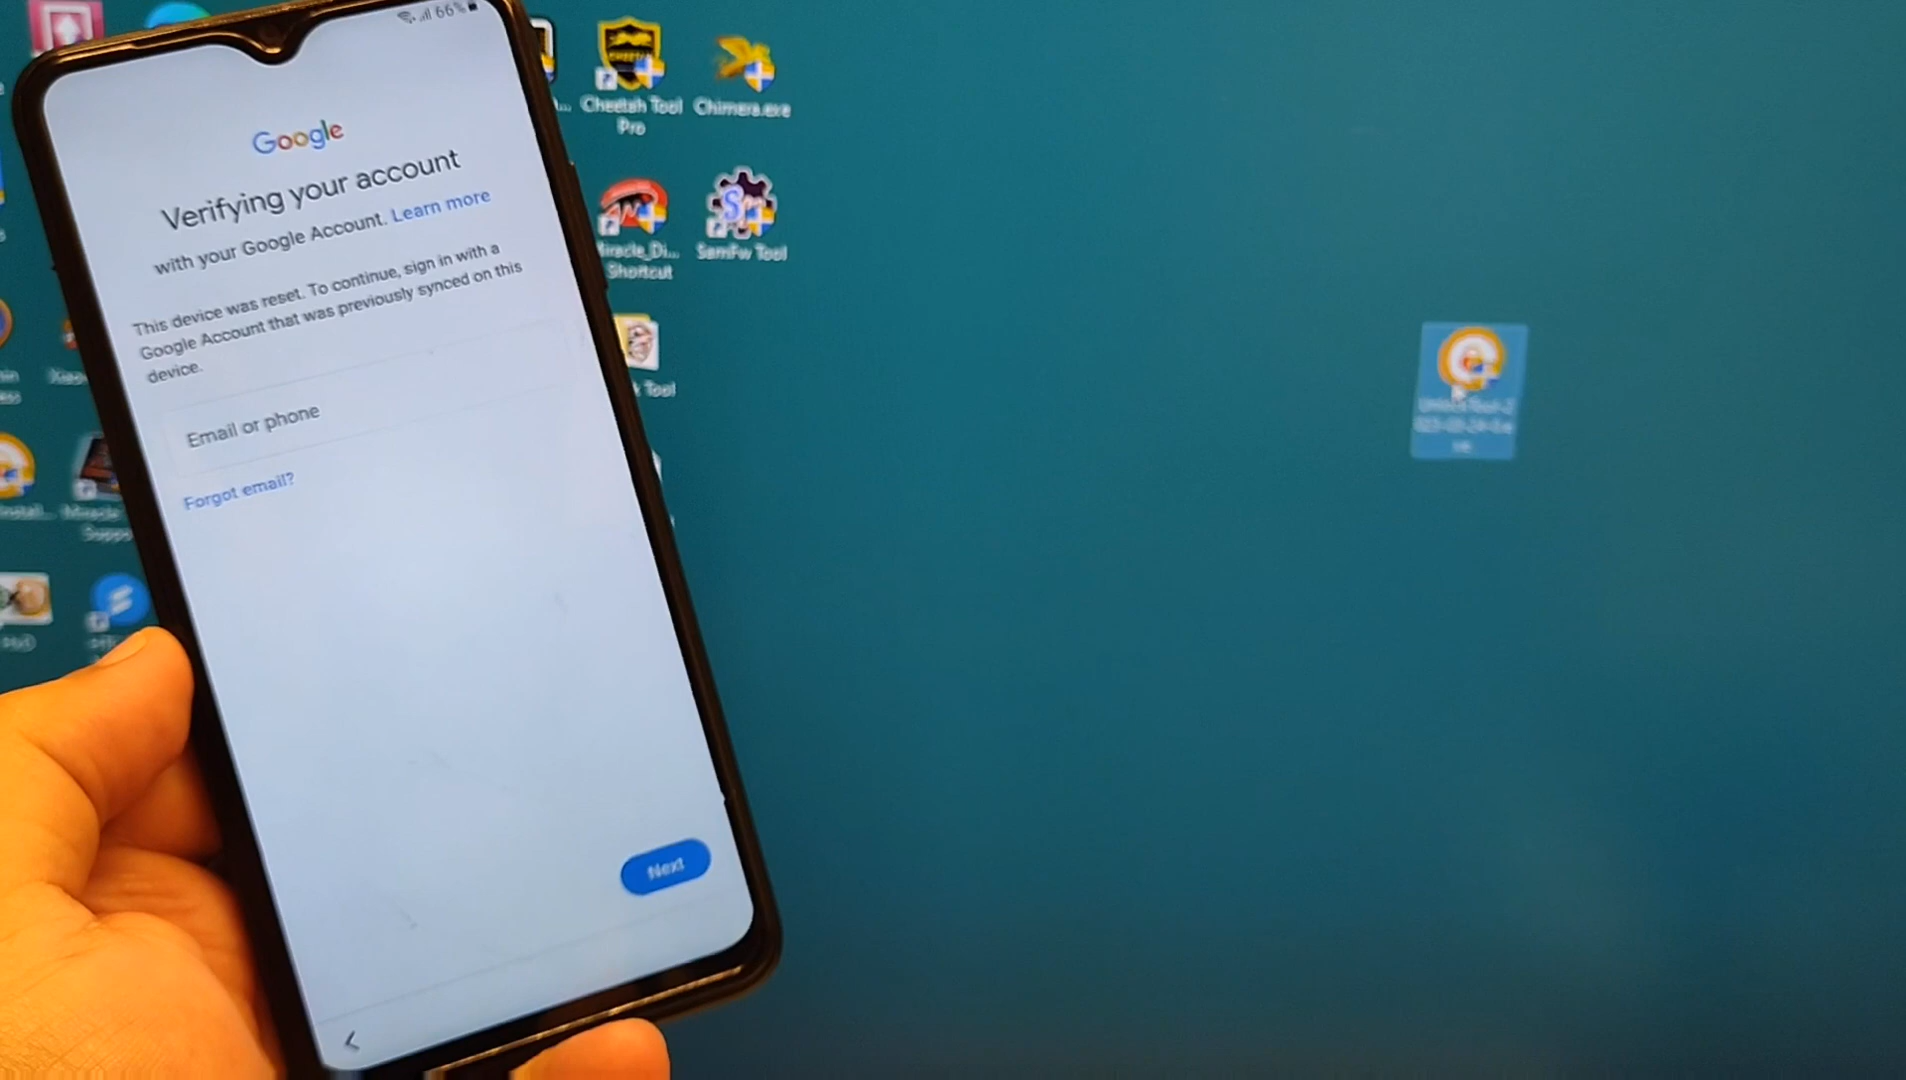 66%
Google
Verifying your account
with your Google Account. Learn more
This device was reset. To continue, sign in with a
Google Account that was previously synced on this
device.
Email or phone
Forgot email?
Next
Cheetah Tool
Pro
Chimera.exe
Miracle_Di...
Shortcut
SamFw Tool
Tool